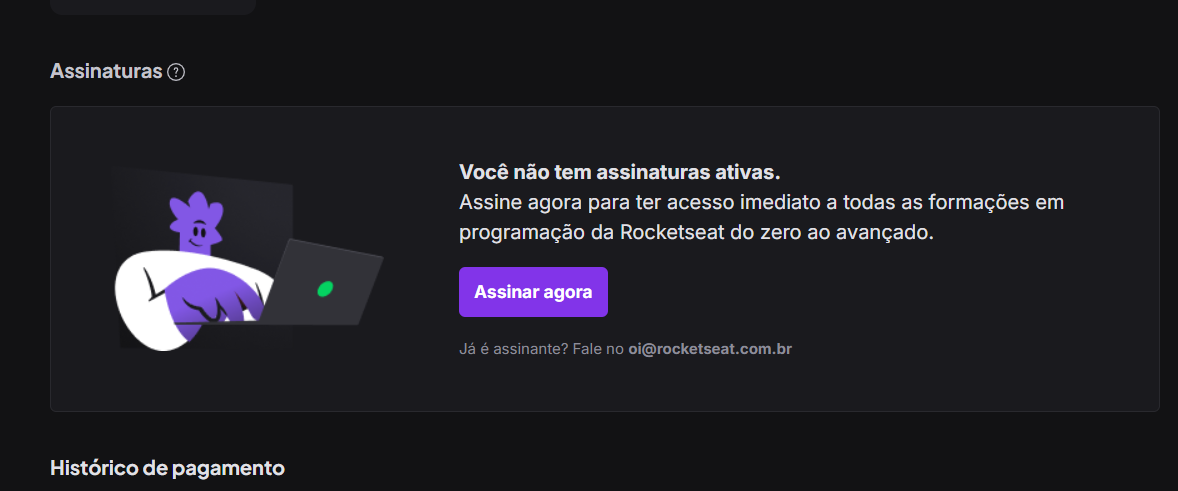 Assinaturas ?
Você não tem assinaturas ativas.
Assine agora para ter acesso imediato a todas as formações em
programação da Rocketseat do zero ao avançado.
Assinar agora
Já é assinante? Fale no oi@rocketseat.com.br
Histórico de pagamento